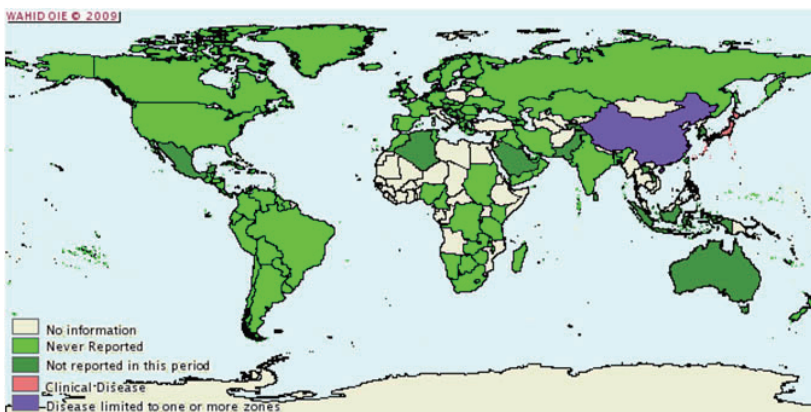 WAHID OIE © 2009
No information
Never Reported
Not reported in this period
Clinical Disease
Disease limited to one or more zones